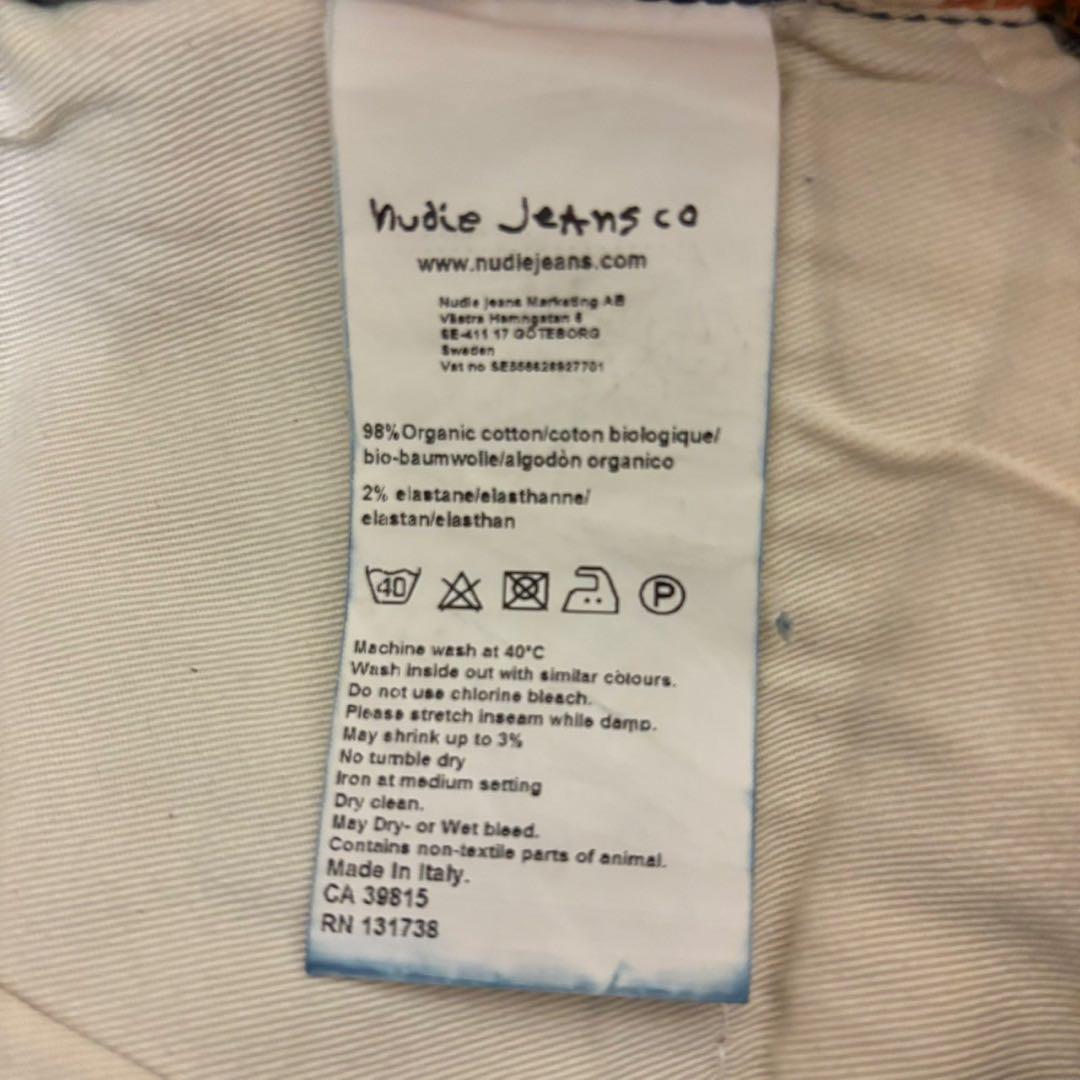 nudie Jeans co
www.nudiejeans.com
Nudie Jeans Marketing AB
Västra Hamngatan 6
SE-411 17 GÖTEBORG
Sweden
Vat no SE556626927701
98%Organic cotton/coton biologique/
bio-baumwolle/algodòn organico
2% elastane/elasthanne/
elastan/elasthan
40
P
Machine wash at 40°C
Wash Inside out with similar colours.
Do not use chlorine bleach.
Please stretch inseam while damp.
May shrink up to 3%
No tumble dry
Iron at medium setting
Dry clean.
May Dry- or Wet bleed.
Contains non-textile parts of animal.
Made In Italy.
CA 39815
RN 131738